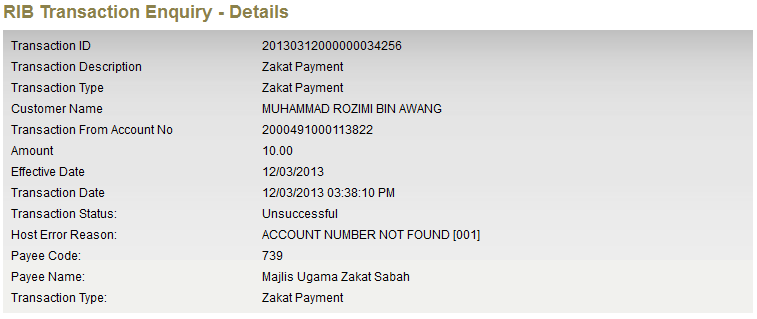 RIB Transaction Enquiry - Details
Transaction ID 20130312000000034256
Transaction Description Zakat Payment
Transaction Type Zakat Payment
Customer Name MUHAMMAD ROZIMI BIN AWANG
Transaction From Account No 2000491000113822
Amount 10.00
Effective Date 12/03/2013
Transaction Date 12/03/2013 03:38:10 PM
Transaction Status: Unsuccessful
Host Error Reason: ACCOUNT NUMBER NOT FOUND [001]
Payee Code: 739
Payee Name: Majlis Ugama Zakat Sabah
Transaction Type: Zakat Payment